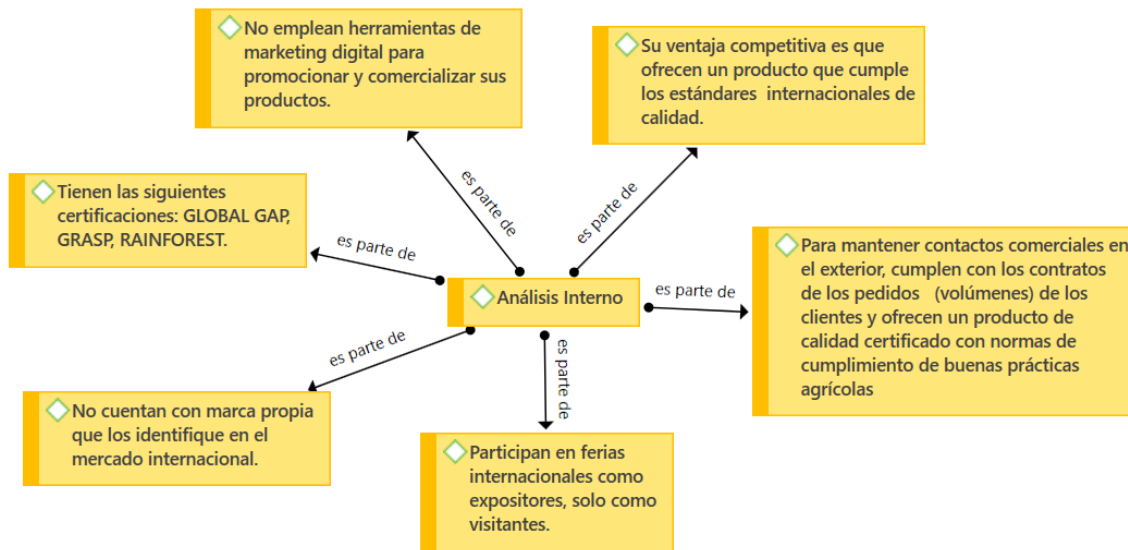 No emplean herramientas de
marketing digital para
promocionar y comercializar sus
productos.
Su ventaja competitiva es que
ofrecen un producto que cumple
los estándares internacionales de
calidad.
es parte de
es parte de
Tienen las siguientes
certificaciones: GLOBAL GAP,
GRASP, RAINFOREST.
es parte de
Para mantener contactos comerciales en
el exterior, cumplen con los contratos
de los pedidos (volúmenes) de los
clientes y ofrecen un producto de
calidad certificado con normas de
cumplimiento de buenas prácticas
agrícolas
Análisis Interno
es parte de
es parte de
es parte de
No cuentan con marca propia
que los identifique en el
mercado internacional.
Participan en ferias
internacionales como
expositores, solo como
visitantes.